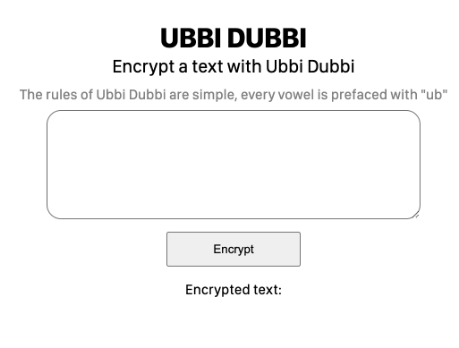 UBBI DUBBI
Encrypt a text with Ubbi Dubbi
The rules of Ubbi Dubbi are simple, every vowel is prefaced with "ub"
Encrypt
Encrypted text: